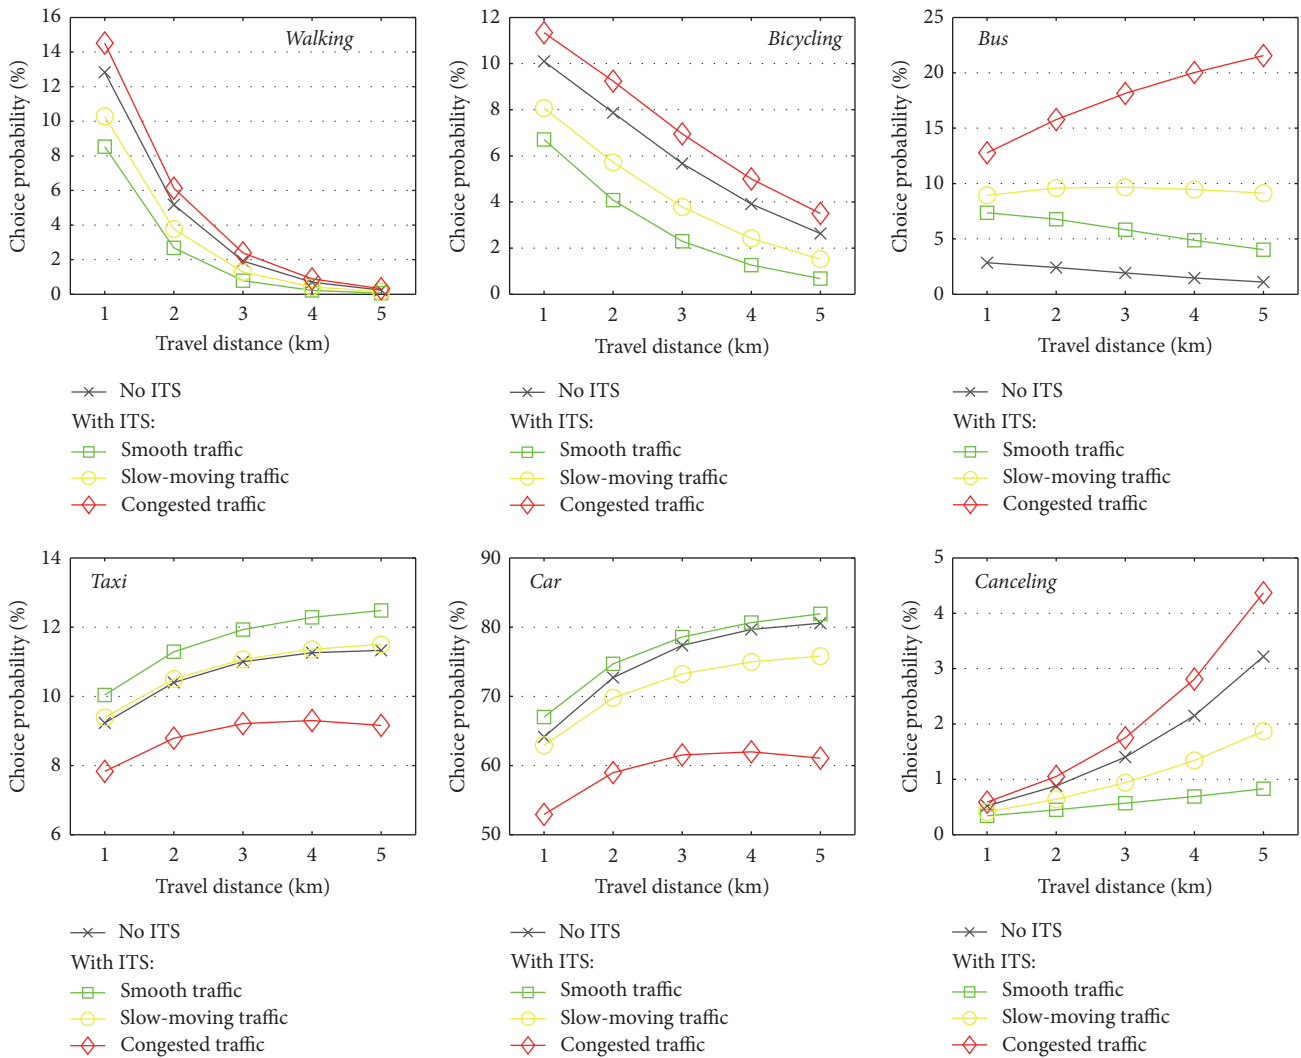 Walking
Choice probability (%)
16
14
12
10
8
6
4
2
0
1 2 3 4 5
Travel distance (km)
No ITS
With ITS:
Smooth traffic
Slow-moving traffic
Congested traffic
Bicycling
Choice probability (%)
12
10
8
6
4
2
0
1 2 3 4 5
Travel distance (km)
No ITS
With ITS:
Smooth traffic
Slow-moving traffic
Congested traffic
Bus
Choice probability (%)
25
20
15
10
5
0
1 2 3 4 5
Travel distance (km)
No ITS
With ITS:
Smooth traffic
Slow-moving traffic
Congested traffic
Taxi
Choice probability (%)
14
12
10
8
6
1 2 3 4 5
Travel distance (km)
No ITS
With ITS:
Smooth traffic
Slow-moving traffic
Congested traffic
Car
Choice probability (%)
90
80
70
60
50
1 2 3 4 5
Travel distance (km)
No ITS
With ITS:
Smooth traffic
Slow-moving traffic
Congested traffic
Canceling
Choice probability (%)
5
4
3
2
1
0
1 2 3 4 5
Travel distance (km)
No ITS
With ITS:
Smooth traffic
Slow-moving traffic
Congested traffic